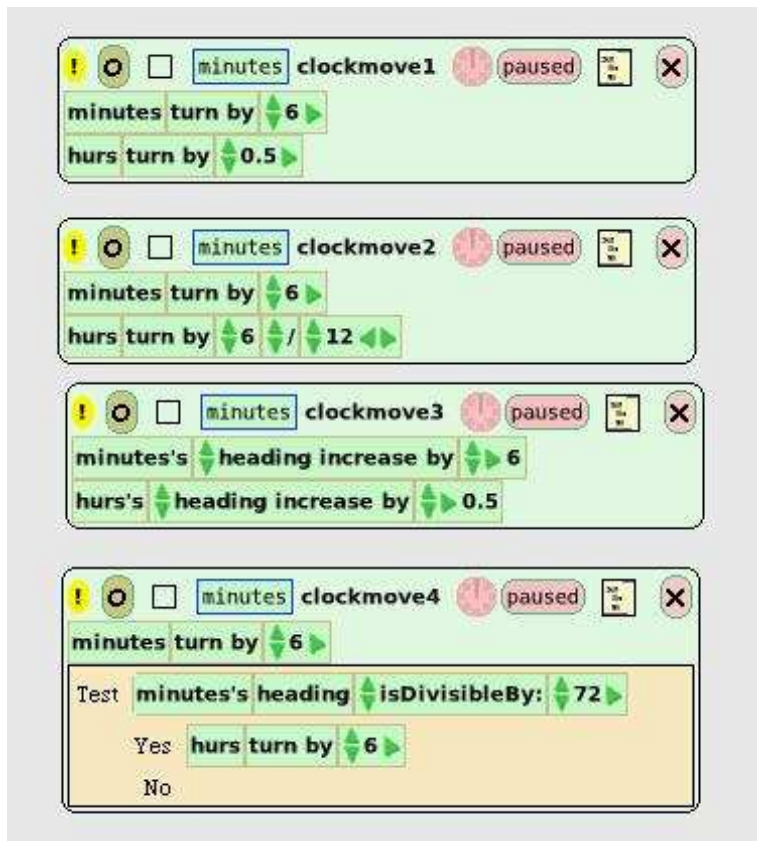 ! minutes clockmove1 paused
minutes turn by 6
hurs turn by 0.5
! minutes clockmove2 paused
minutes turn by 6
hurs turn by 6 / 12
! minutes clockmove3 paused
minutes's heading increase by 6
hurs's heading increase by 0.5
! minutes clockmove4 paused
minutes turn by 6
Test minutes's heading isDivisibleBy: 72
Yes hurs turn by 6
No